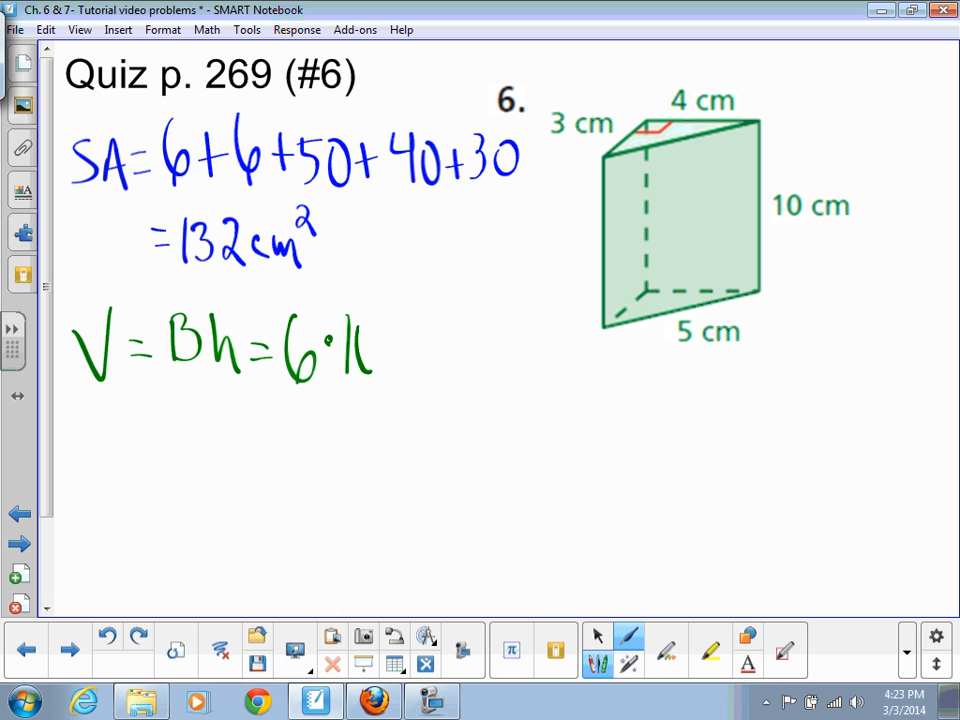 Ch. 6 & 7- Tutorial video problems * - SMART Notebook
File Edit View Insert Format Math Tools Response Add-ons Help
Quiz p. 269 (#6)
6.
4 cm
3 cm
SA = 6 + 6 + 50 + 40 + 30
10 cm
= 132 cm²
V = Bh = 6 •
5 cm
π
A
4:23 PM
3/3/2014